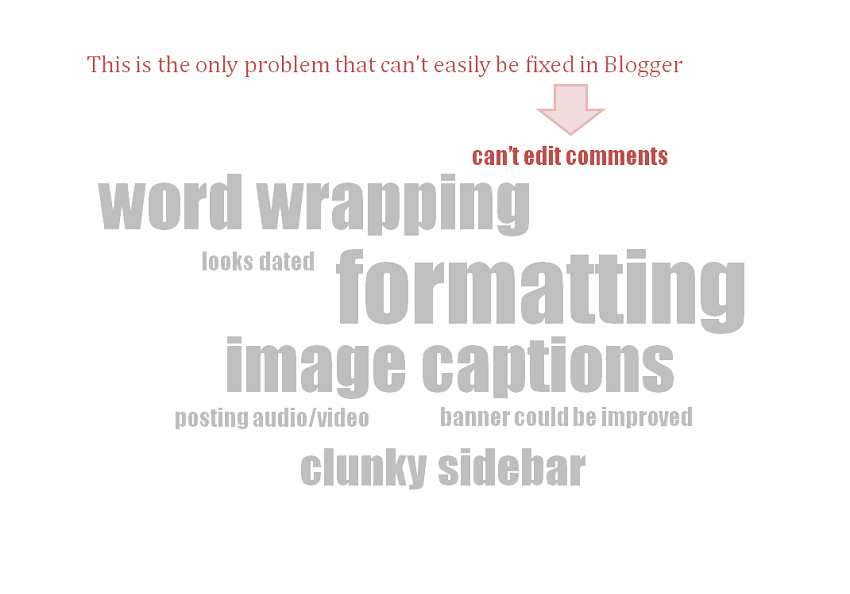 This is the only problem that can't easily be fixed in Blogger
can't edit comments
word wrapping
looks dated
formatting
image captions
posting audio/video
banner could be improved
clunky sidebar